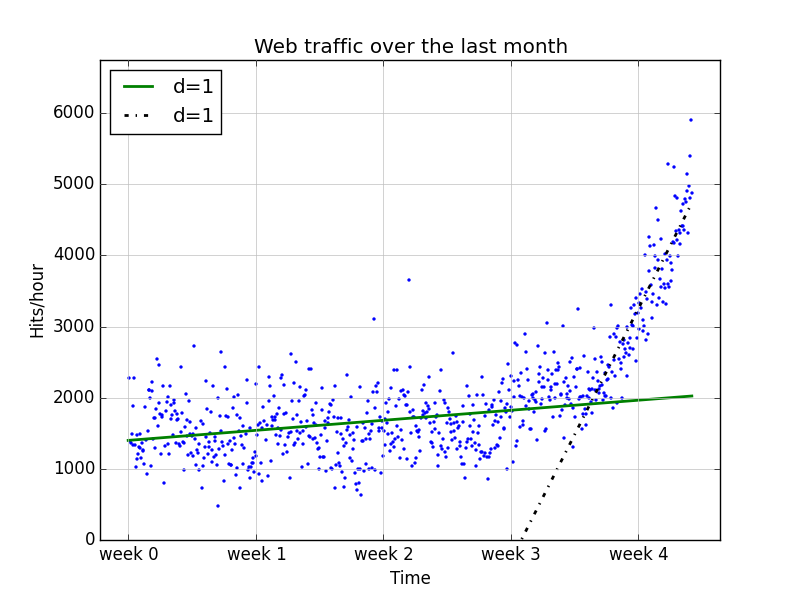 Web traffic over the last month
d=1
d=1
6000
5000
4000
3000
2000
1000
0
Hits/hour
week 0 week 1 week 2 week 3 week 4
Time